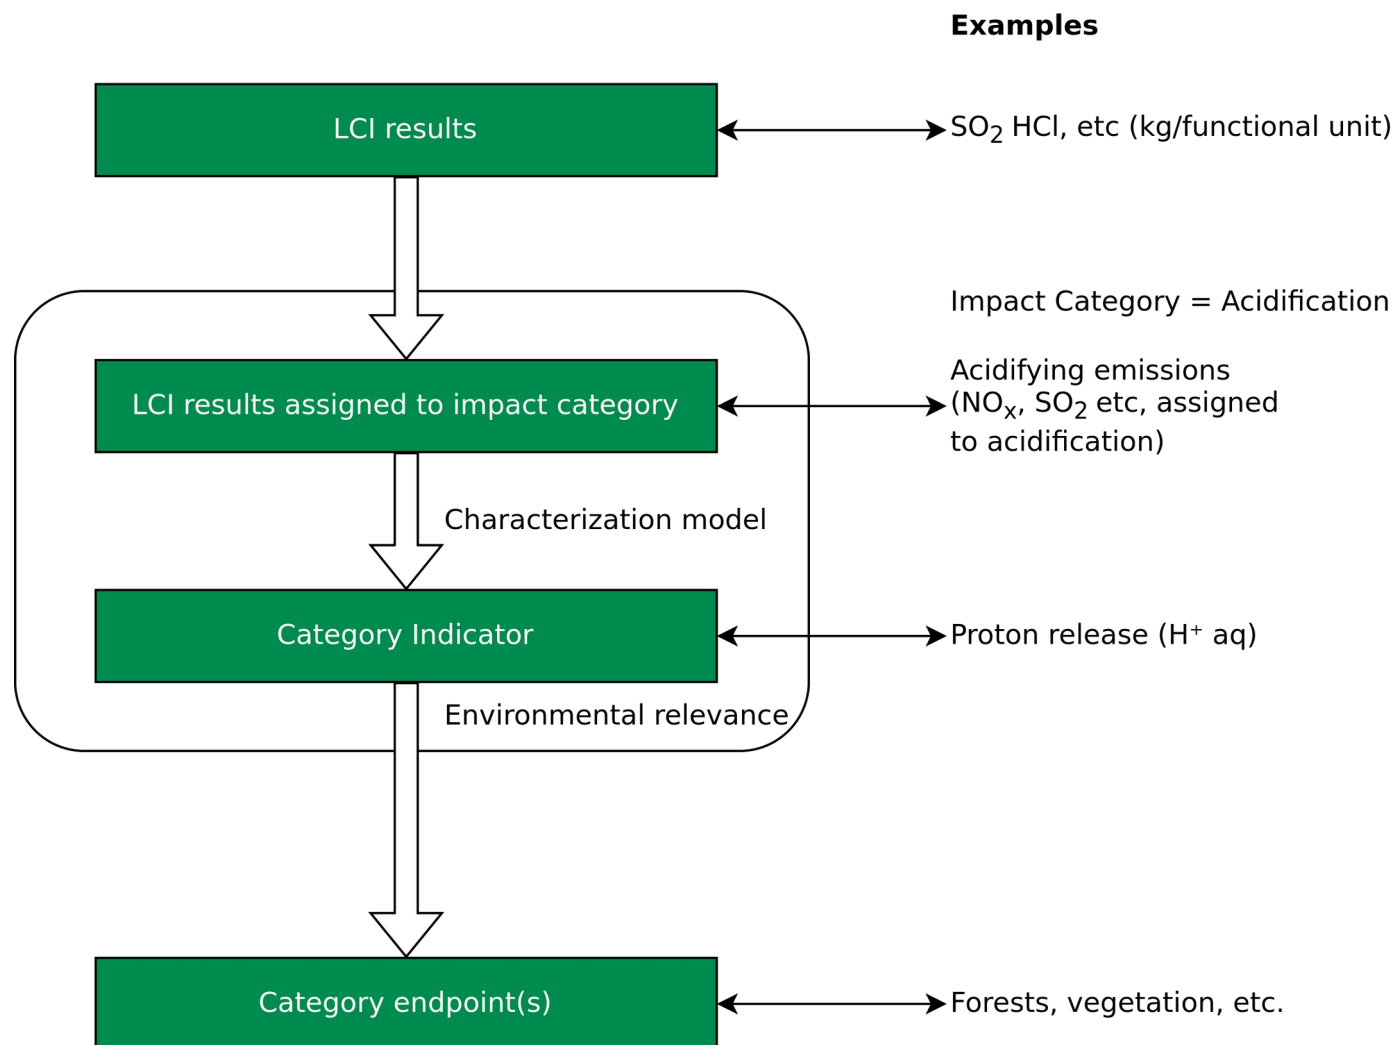 Examples
LCI results
SO2 HCl, etc (kg/functional unit)
Impact Category = Acidification
LCI results assigned to impact category
Acidifying emissions
(NOx, SO2 etc, assigned
to acidification)
Characterization model
Category Indicator
Proton release (H⁺ aq)
Environmental relevance
Category endpoint(s)
Forests, vegetation, etc.